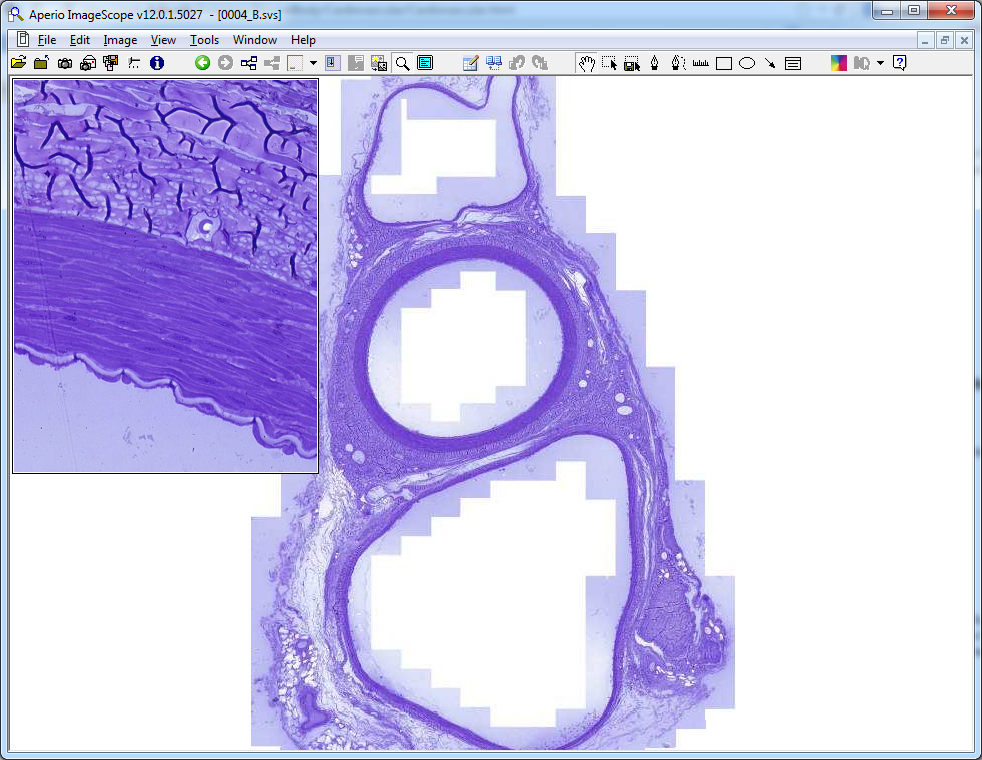 Aperio ImageScope v12.0.1.5027 - [0004_B.svs]
File Edit Image View Tools Window Help